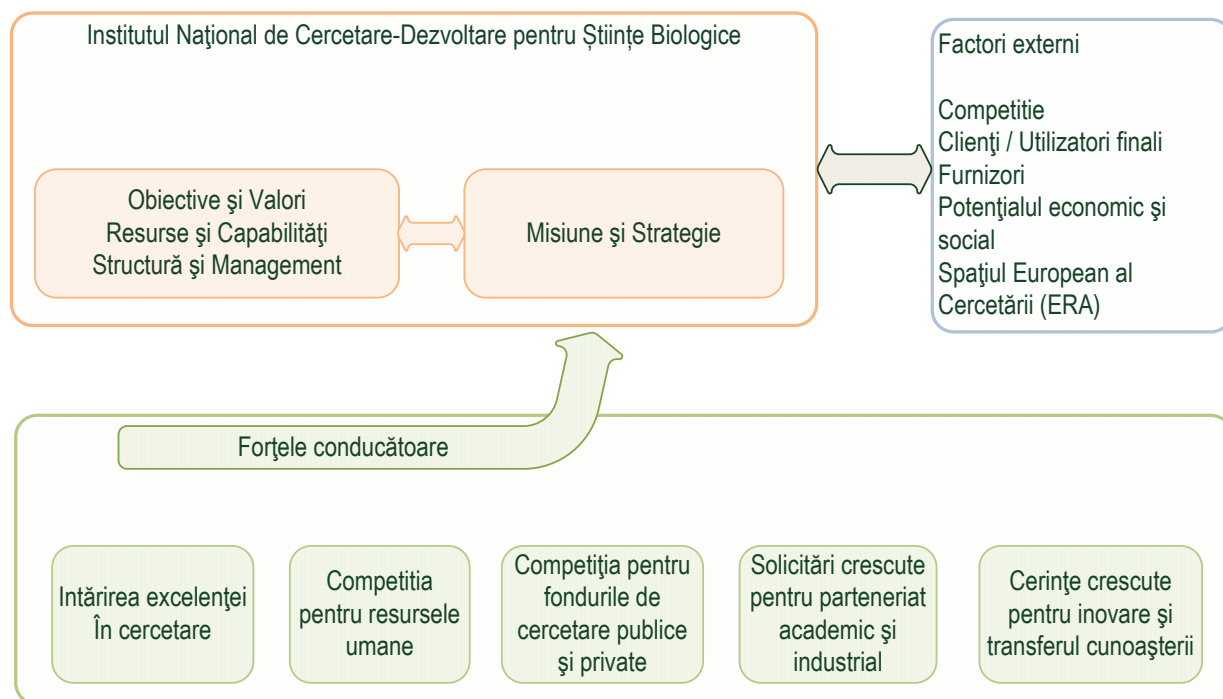 Institutul Naţional de Cercetare-Dezvoltare pentru Științe Biologice
Obiective şi Valori
Resurse şi Capabilităţi
Structură şi Management
Misiune şi Strategie
Factori externi
Competitie
Clienţi / Utilizatori finali
Furnizori
Potenţialul economic şi
social
Spaţiul European al
Cercetării (ERA)
Forţele conducătoare
Intărirea excelenţei
În cercetare
Competitia
pentru resursele
umane
Competiţia pentru
fondurile de
cercetare publice
şi private
Solicitări crescute
pentru parteneriat
academic şi
industrial
Cerinţe crescute
pentru inovare şi
transferul cunoaşterii